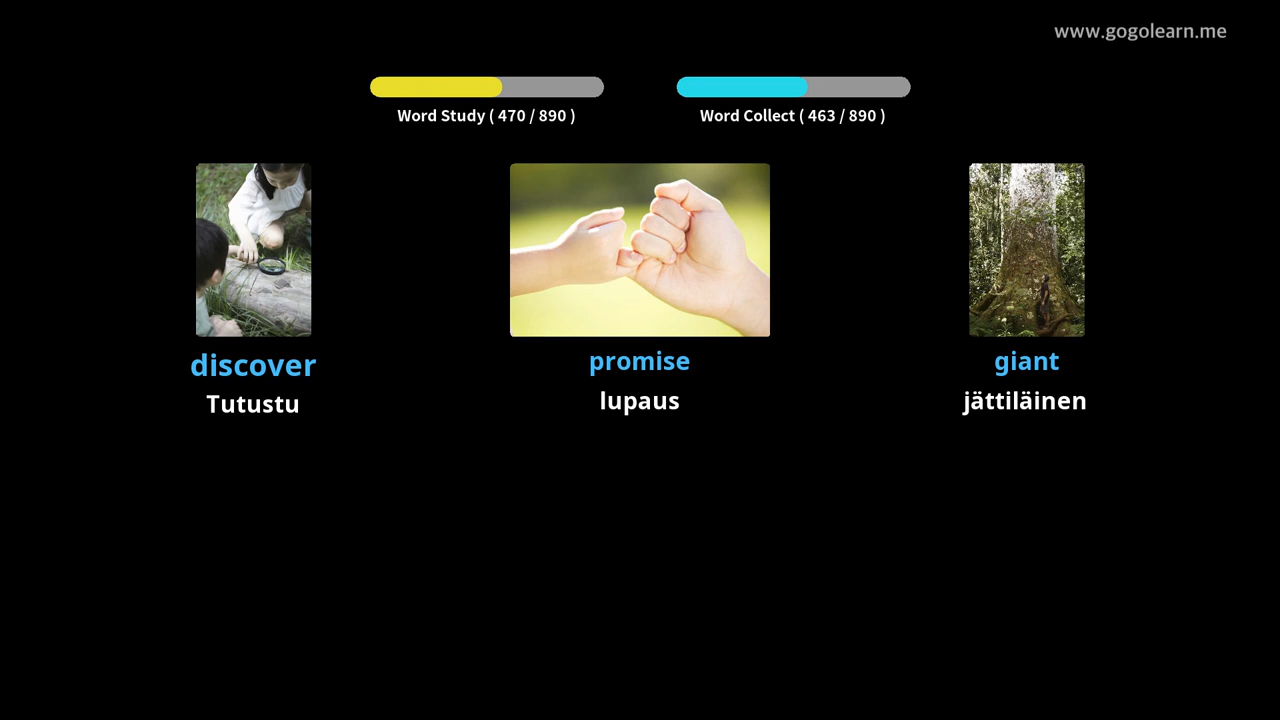 www.gogolearn.me
Word Study ( 470 / 890 )
Word Collect ( 463 / 890 )
discover
Tutustu
promise
lupaus
giant
jättiläinen